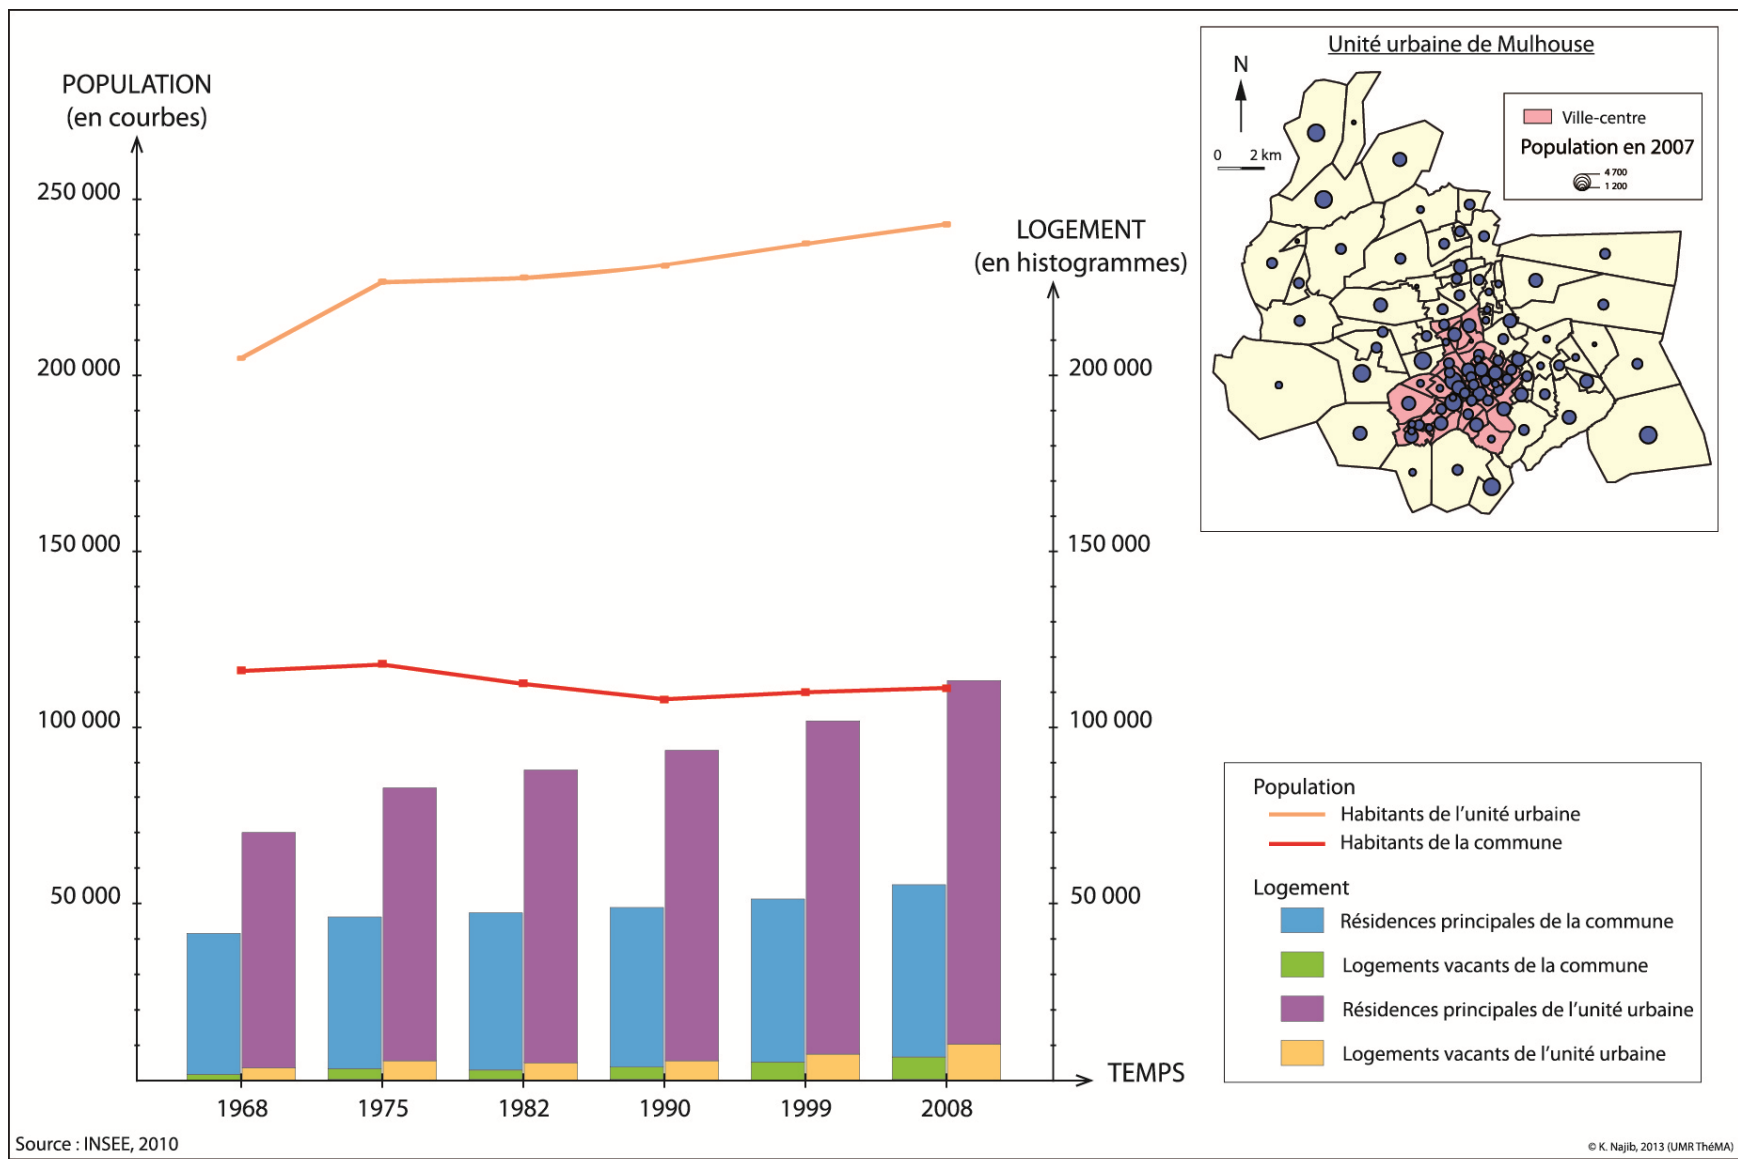 POPULATION
(en courbes)
250 000
200 000
150 000
100 000
50 000
LOGEMENT
(en histogrammes)
200 000
150 000
100 000
50 000
TEMPS
1968
1975
1982
1990
1999
2008
Source : INSEE, 2010
Unité urbaine de Mulhouse
N
0 2 km
Ville-centre
Population en 2007
4 700
1 200
Population
Habitants de l'unité urbaine
Habitants de la commune
Logement
Résidences principales de la commune
Logements vacants de la commune
Résidences principales de l'unité urbaine
Logements vacants de l'unité urbaine
© K. Najib, 2013 (UMR ThéMA)